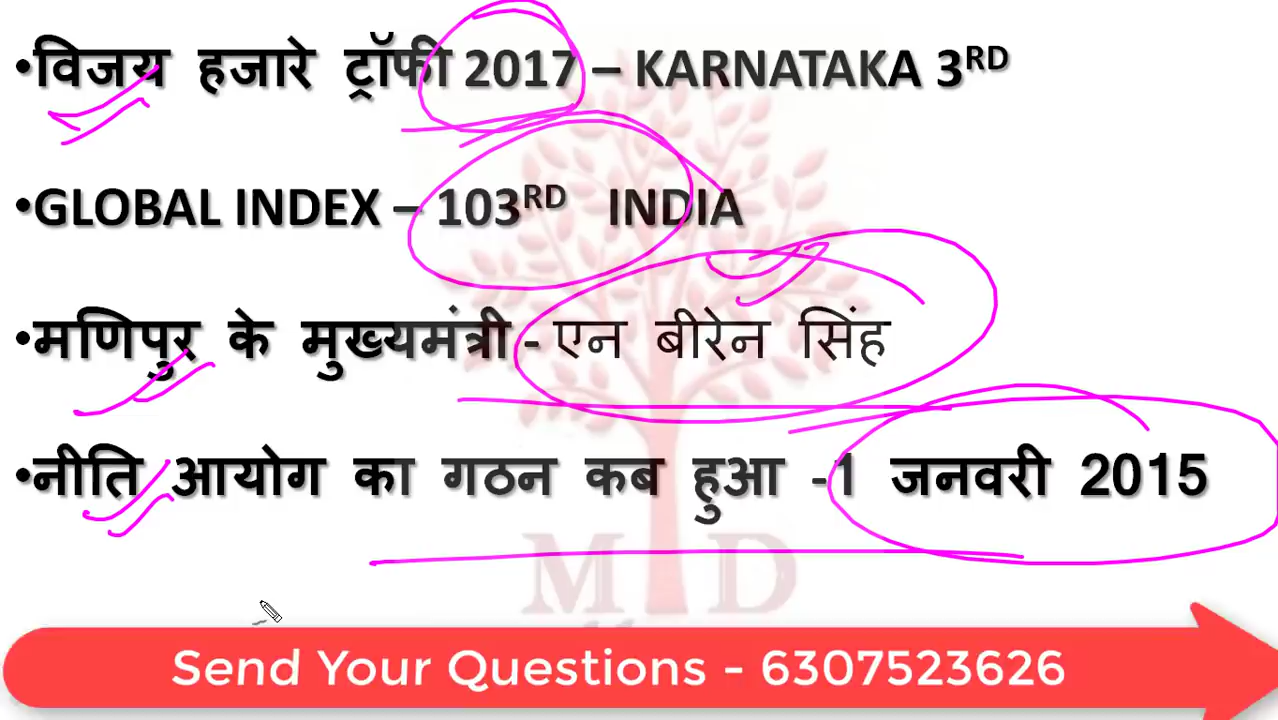 •विजय हजारे ट्रॉफी 2017 – KARNATAKA 3RD
•GLOBAL INDEX – 103RD INDIA
•मणिपुर के मुख्यमंत्री - एन बीरेन सिंह
•नीति आयोग का गठन कब हुआ -1 जनवरी 2015
M D
Send Your Questions - 6307523626